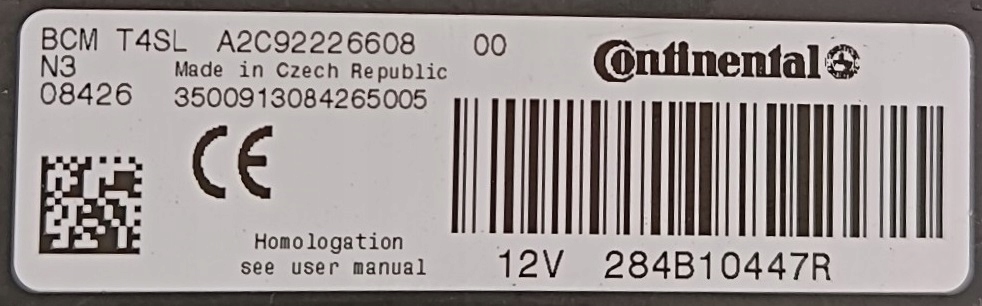 BCM T4SL A2C92226608 00
Continental
N3 Made in Czech Republic
08426 3500913084265005
CE
Homologation
see user manual
12V 284B10447R